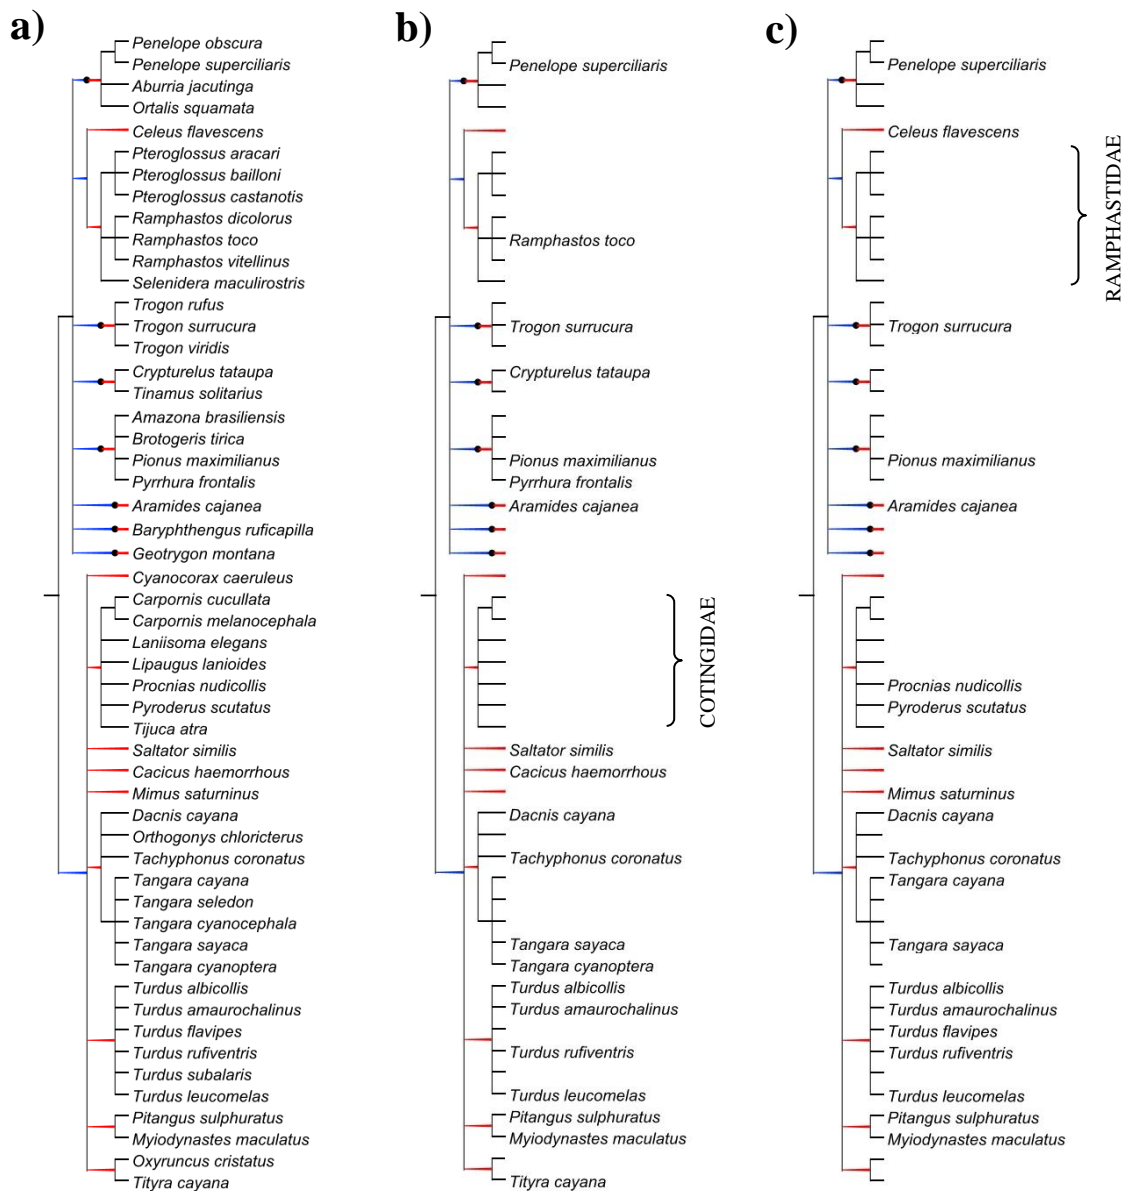 a)
Penelope obscura
Penelope superciliaris
Aburria jacutinga
Ortalis squamata
Celeus flavescens
Pteroglossus aracari
Pteroglossus bailloni
Pteroglossus castanotis
Ramphastos dicolorus
Ramphastos toco
Ramphastos vitellinus
Selenidera maculirostris
Trogon rufus
Trogon surrucura
Trogon viridis
Crypturelus tataupa
Tinamus solitarius
Amazona brasiliensis
Brotogeris tirica
Pionus maximilianus
Pyrrhura frontalis
Aramides cajanea
Baryphthengus ruficapilla
Geotrygon montana
Cyanocorax caeruleus
Carpornis cucullata
Carpornis melanocephala
Laniisoma elegans
Lipaugus lanioides
Procnias nudicollis
Pyroderus scutatus
Tijuca atra
Saltator similis
Cacicus haemorrhous
Mimus saturninus
Dacnis cayana
Orthogonys chloricterus
Tachyphonus coronatus
Tangara cayana
Tangara seledon
Tangara cyanocephala
Tangara sayaca
Tangara cyanoptera
Turdus albicollis
Turdus amaurochalinus
Turdus flavipes
Turdus rufiventris
Turdus subalaris
Turdus leucomelas
Pitangus sulphuratus
Myiodynastes maculatus
Oxyruncus cristatus
Tityra cayana
b)
Penelope superciliaris
Ramphastos toco
Trogon surrucura
Crypturelus tataupa
Pionus maximilianus
Pyrrhura frontalis
Aramides cajanea
COTINGIDAE
Saltator similis
Cacicus haemorrhous
Dacnis cayana
Tachyphonus coronatus
Tangara sayaca
Tangara cyanoptera
Turdus albicollis
Turdus amaurochalinus
Turdus rufiventris
Turdus leucomelas
Pitangus sulphuratus
Myiodynastes maculatus
Tityra cayana
c)
Penelope superciliaris
Celeus flavescens
RAMPHASTIDAE
Trogon surrucura
Pionus maximilianus
Aramides cajanea
Procnias nudicollis
Pyroderus scutatus
Saltator similis
Mimus saturninus
Dacnis cayana
Tachyphonus coronatus
Tangara cayana
Tangara sayaca
Turdus albicollis
Turdus amaurochalinus
Turdus flavipes
Turdus rufiventris
Turdus leucomelas
Pitangus sulphuratus
Myiodynastes maculatus